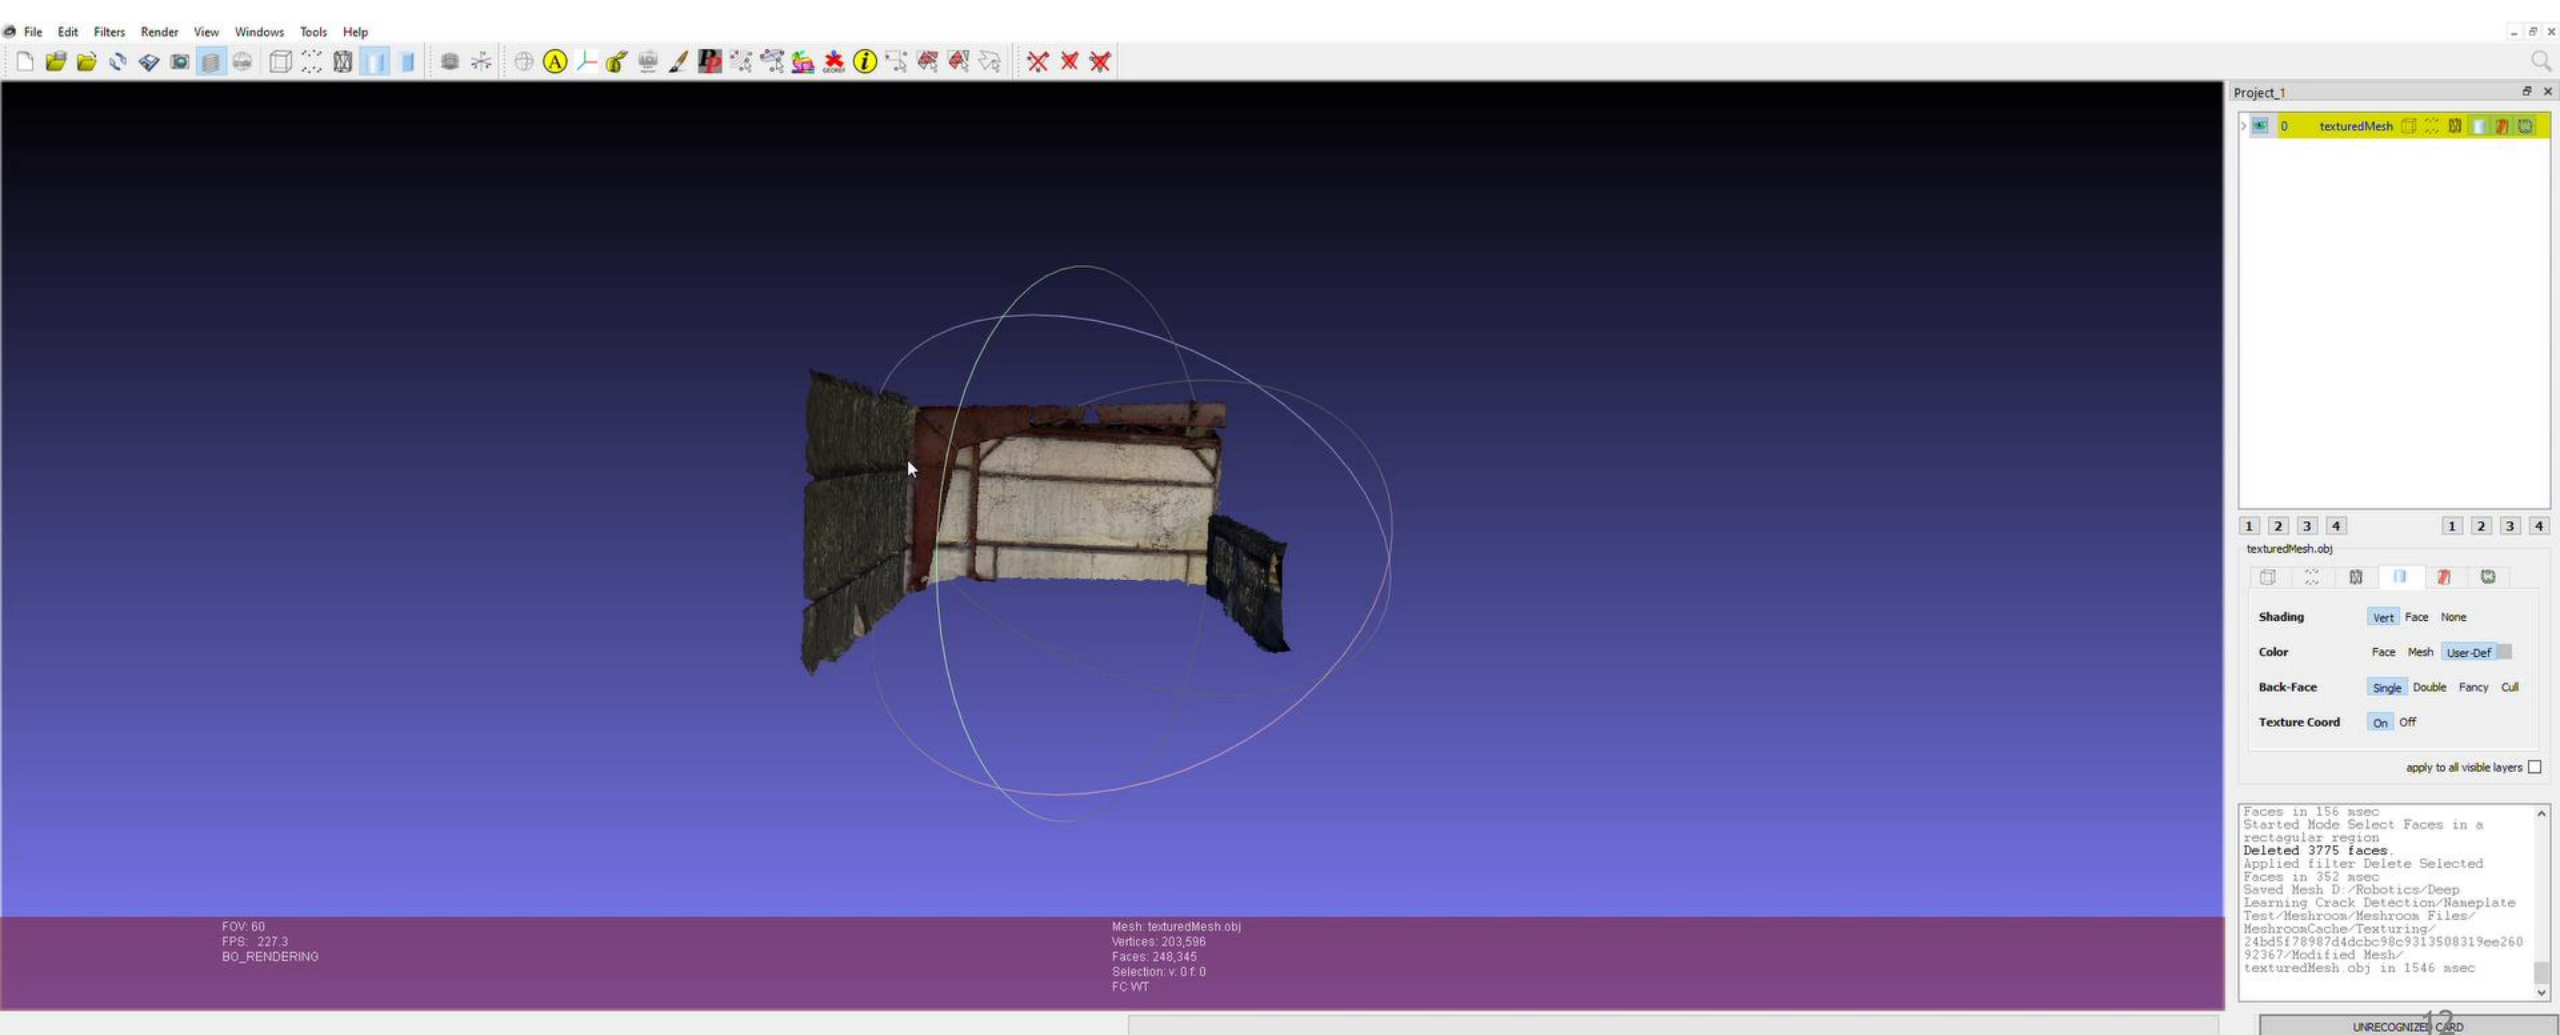 File Edit Filters Render View Windows Tools Help
A
GEOREF
i
Project_1
0 texturedMesh
1 2 3 4 1 2 3 4
texturedMesh.obj
Shading Vert Face None
Color Face Mesh User-Def
Back-Face Single Double Fancy Cull
Texture Coord On Off
apply to all visible layers
Faces in 156 msec
Started Mode Select Faces in a
rectagular region
Deleted 3775 faces.
Applied filter Delete Selected
Faces in 352 msec
Saved Mesh D:/Robotics/Deep
Learning Crack Detection/Nameplate
Test/Meshroom/Meshroom Files/
MeshroomCache/Texturing/
24bd5f78987d4dcbc98c9313508319ee260
92367/Modified Mesh/
texturedMesh.obj in 1546 msec
FOV: 60
FPS: 227.3
BO_RENDERING
Mesh: texturedMesh.obj
Vertices: 203,596
Faces: 248,345
Selection: v: 0 f: 0
FC WT
12
UNRECOGNIZED CARD